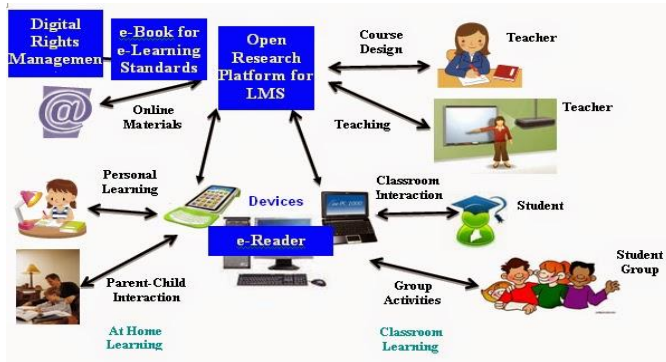 Digital
Rights
Managemen
e-Book for
e-Learning
Standards
Open
Research
Platform for
LMS
Course
Design
Teacher
Online
Materials
Teaching
Teacher
Personal
Learning
Devices
Classroom
Interaction
Student
e-Reader
Parent-Child
Interaction
Group
Activities
Student
Group
At Home
Learning
Classroom
Learning